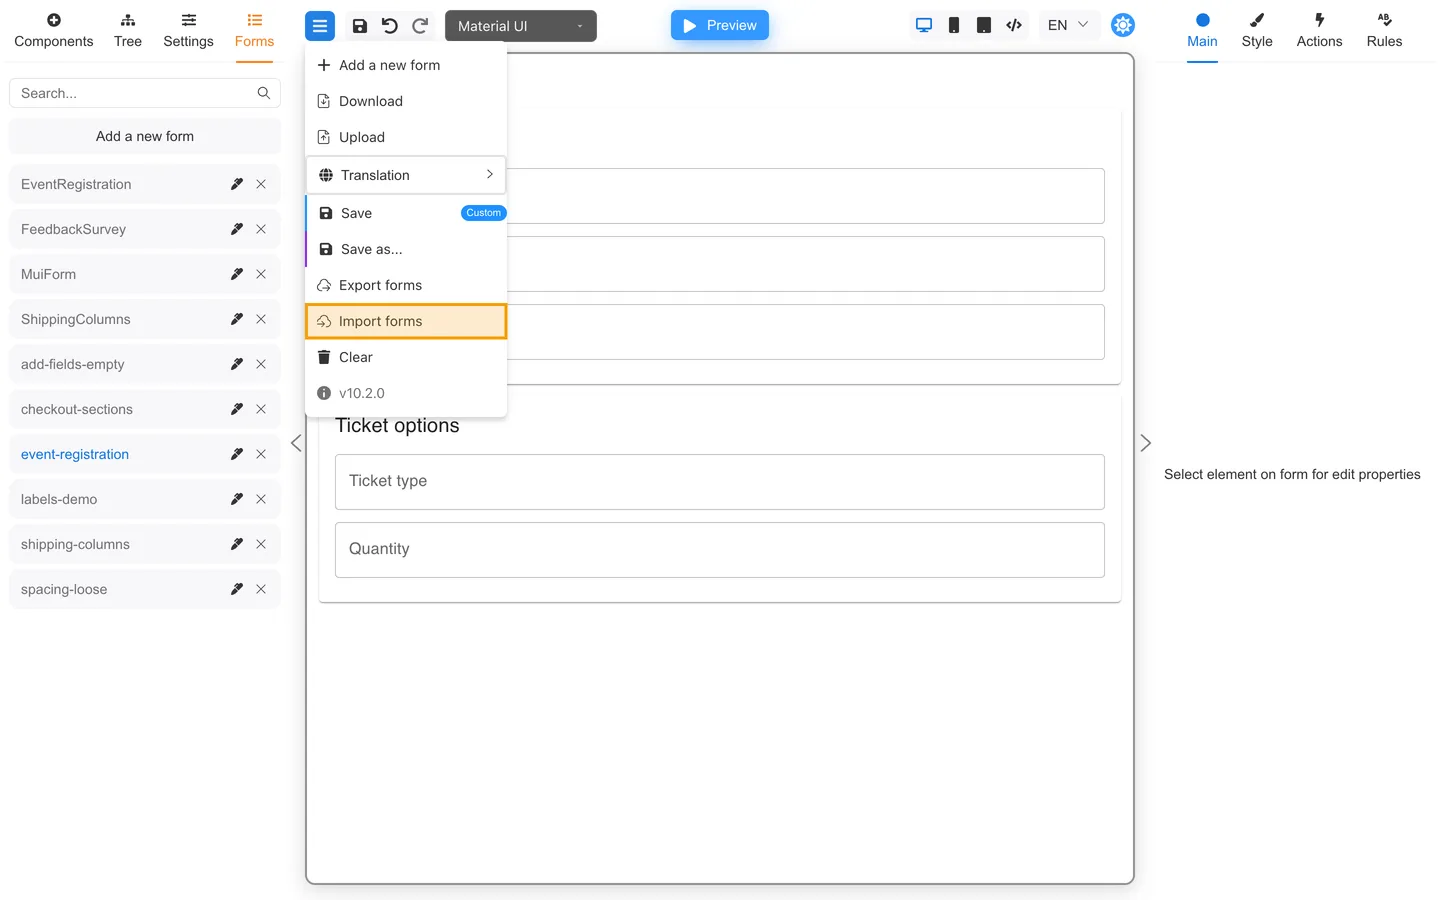 Components
Tree
Settings
Forms
Material UI
Preview
EN
Main
Style
Actions
Rules
Search...
Add a new form
EventRegistration
FeedbackSurvey
MuiForm
ShippingColumns
add-fields-empty
checkout-sections
event-registration
labels-demo
shipping-columns
spacing-loose
Add a new form
Download
Upload
Translation
Save
Custom
Save as...
Export forms
Import forms
Clear
v10.2.0
Ticket options
Ticket type
Quantity
Select element on form for edit properties